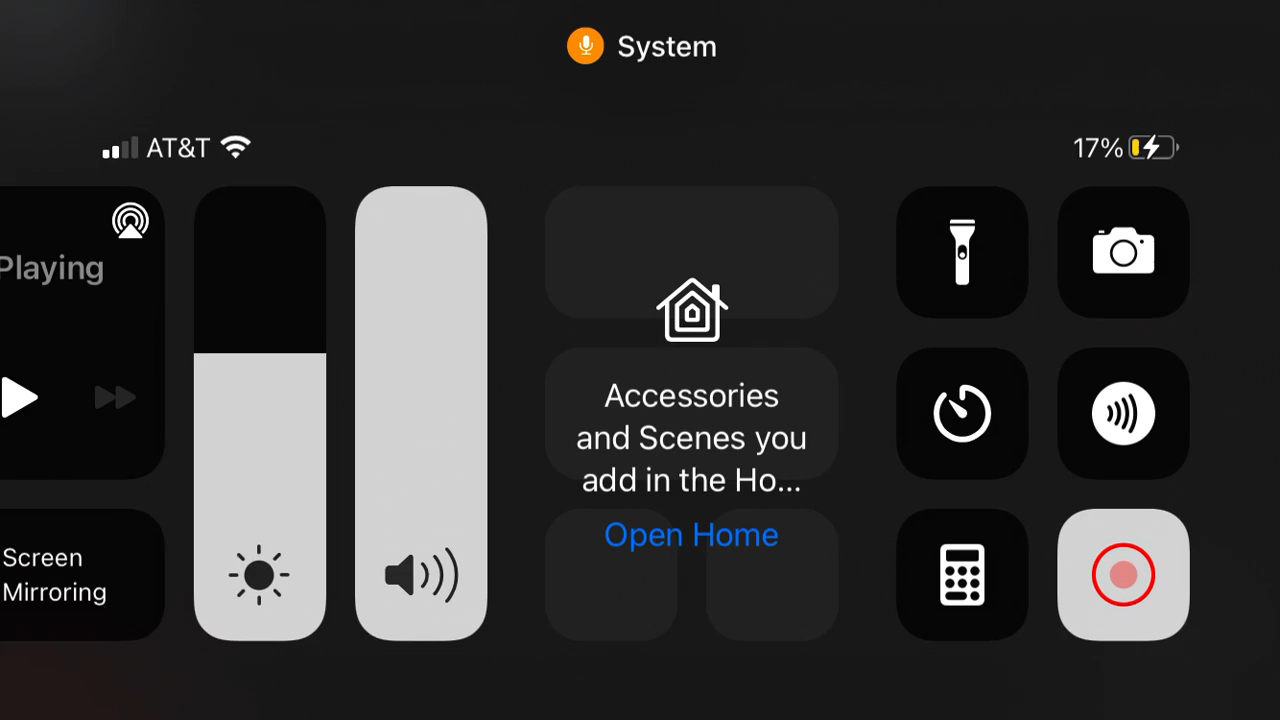 System
AT&T
17%
Playing
Accessories
and Scenes you
add in the Ho...
Open Home
Screen
Mirroring